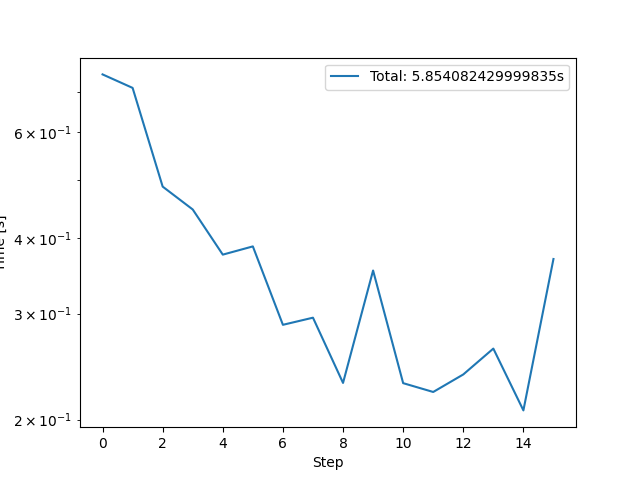 Total: 5.854082429999835s
6 × 10⁻¹
4 × 10⁻¹
3 × 10⁻¹
2 × 10⁻¹
Time [s]
0 2 4 6 8 10 12 14
Step